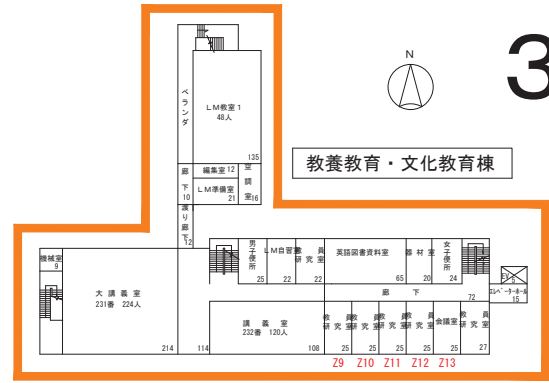 3
N
教養教育・文化教育棟
ベランダ
LM教室1
48人
135
廊下
10
編集室 12
LM準備室
21
空調室
16
渡り廊下
12
機械室
9
大講義室
231番 224人
214
114
男子便所
25
LM自習室
22
教員研究室
22
英語図書資料室
65
器材室
20
女子便所
24
廊下
72
EV
5
エレベーターホール
15
講義室
232番 120人
108
教員研究室
25
教員研究室
25
教員研究室
25
教員研究室
25
会議室
25
教員研究室
27
Z9 Z10 Z11 Z12 Z13